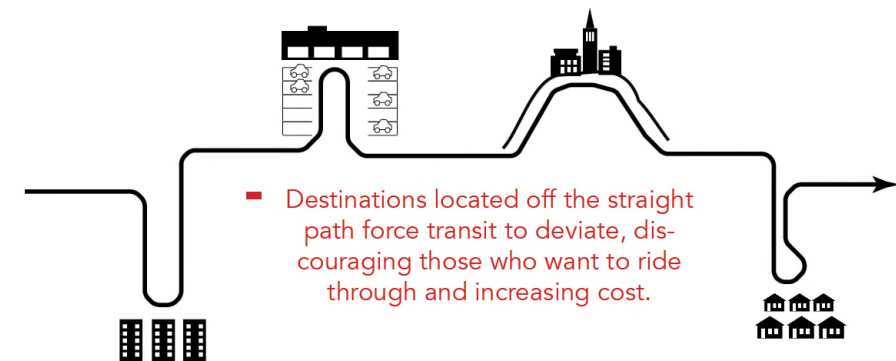 - Destinations located off the straight
path force transit to deviate, dis-
couraging those who want to ride
through and increasing cost.